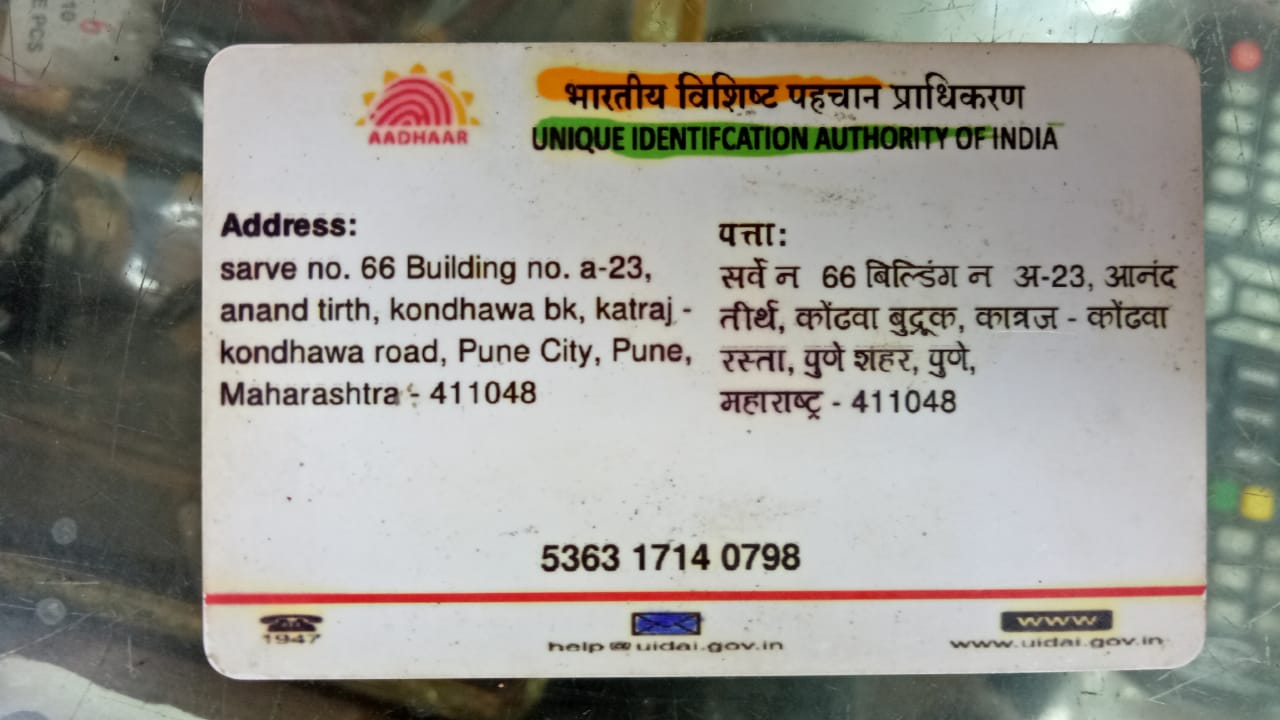 AADHAAR
भारतीय विशिष्ट पहचान प्राधिकरण
UNIQUE IDENTIFCATION AUTHORITY OF INDIA
Address:
sarve no. 66 Building no. a-23,
anand tirth, kondhawa bk, katraj -
kondhawa road, Pune City, Pune,
Maharashtra - 411048
पत्ता:
सर्वे न 66 बिल्डिंग न अ-23, आनंद
तीर्थ, कोंढवा बुद्रूक, कात्रज - कोंढवा
रस्ता, पुणे शहर, पुणे,
महाराष्ट्र - 411048
5363 1714 0798
1947
help@uidai.gov.in
www
www.uidai.gov.in